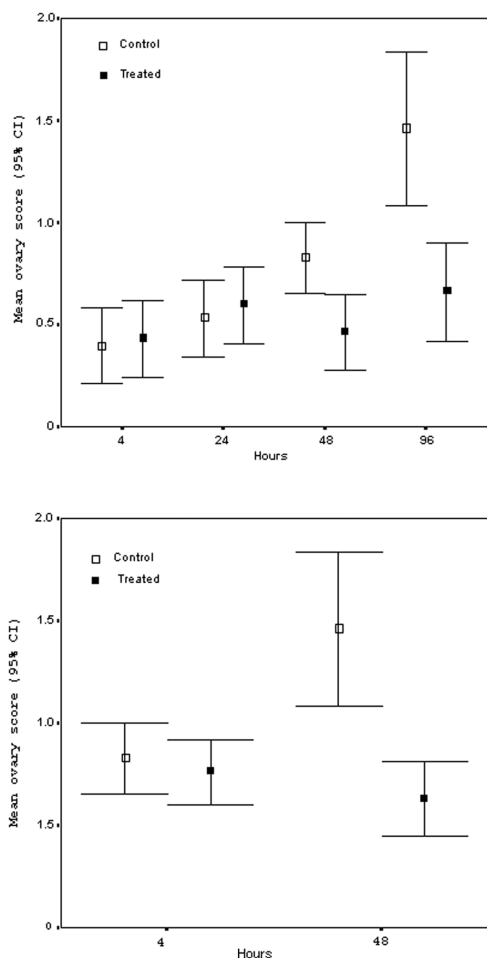 2.0
Control
Treated
1.5
1.0
0.5
0
Mean ovary score (95% CI)
4 24 48 96
Hours
2.0
Control
Treated
1.5
1.0
1.5
0
Mean ovary score (95% CI)
4 48
Hours